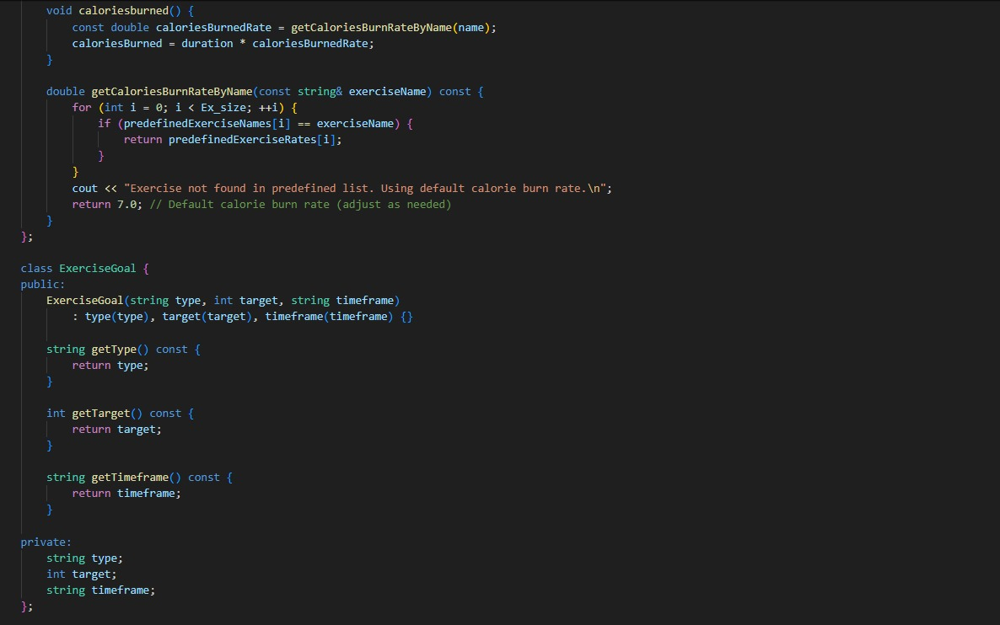 void caloriesburned() {
        const double caloriesBurnedRate = getCaloriesBurnRateByName(name);
        caloriesBurned = duration * caloriesBurnedRate;
    }

    double getCaloriesBurnRateByName(const string& exerciseName) const {
        for (int i = 0; i < Ex_size; ++i) {
            if (predefinedExerciseNames[i] == exerciseName) {
                return predefinedExerciseRates[i];
            }
        }
        cout << "Exercise not found in predefined list. Using default calorie burn rate.\n";
        return 7.0; // Default calorie burn rate (adjust as needed)
    }
};

class ExerciseGoal {
public:
    ExerciseGoal(string type, int target, string timeframe)
        : type(type), target(target), timeframe(timeframe) {}

    string getType() const {
        return type;
    }

    int getTarget() const {
        return target;
    }

    string getTimeframe() const {
        return timeframe;
    }

private:
    string type;
    int target;
    string timeframe;
};